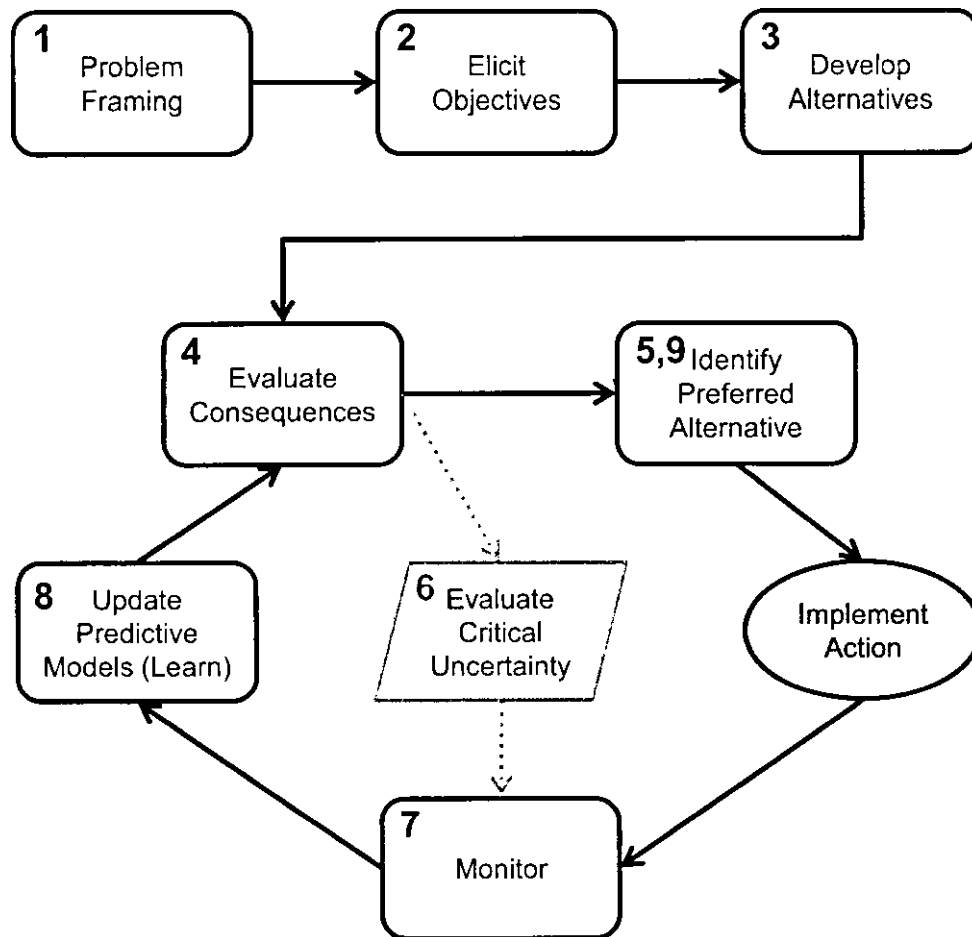 1
Problem
Framing
2
Elicit
Objectives
3
Develop
Alternatives
4
Evaluate
Consequences
5,9 Identify
Preferred
Alternative
8 Update
Predictive
Models (Learn)
6 Evaluate
Critical
Uncertainty
Implement
Action
7
Monitor